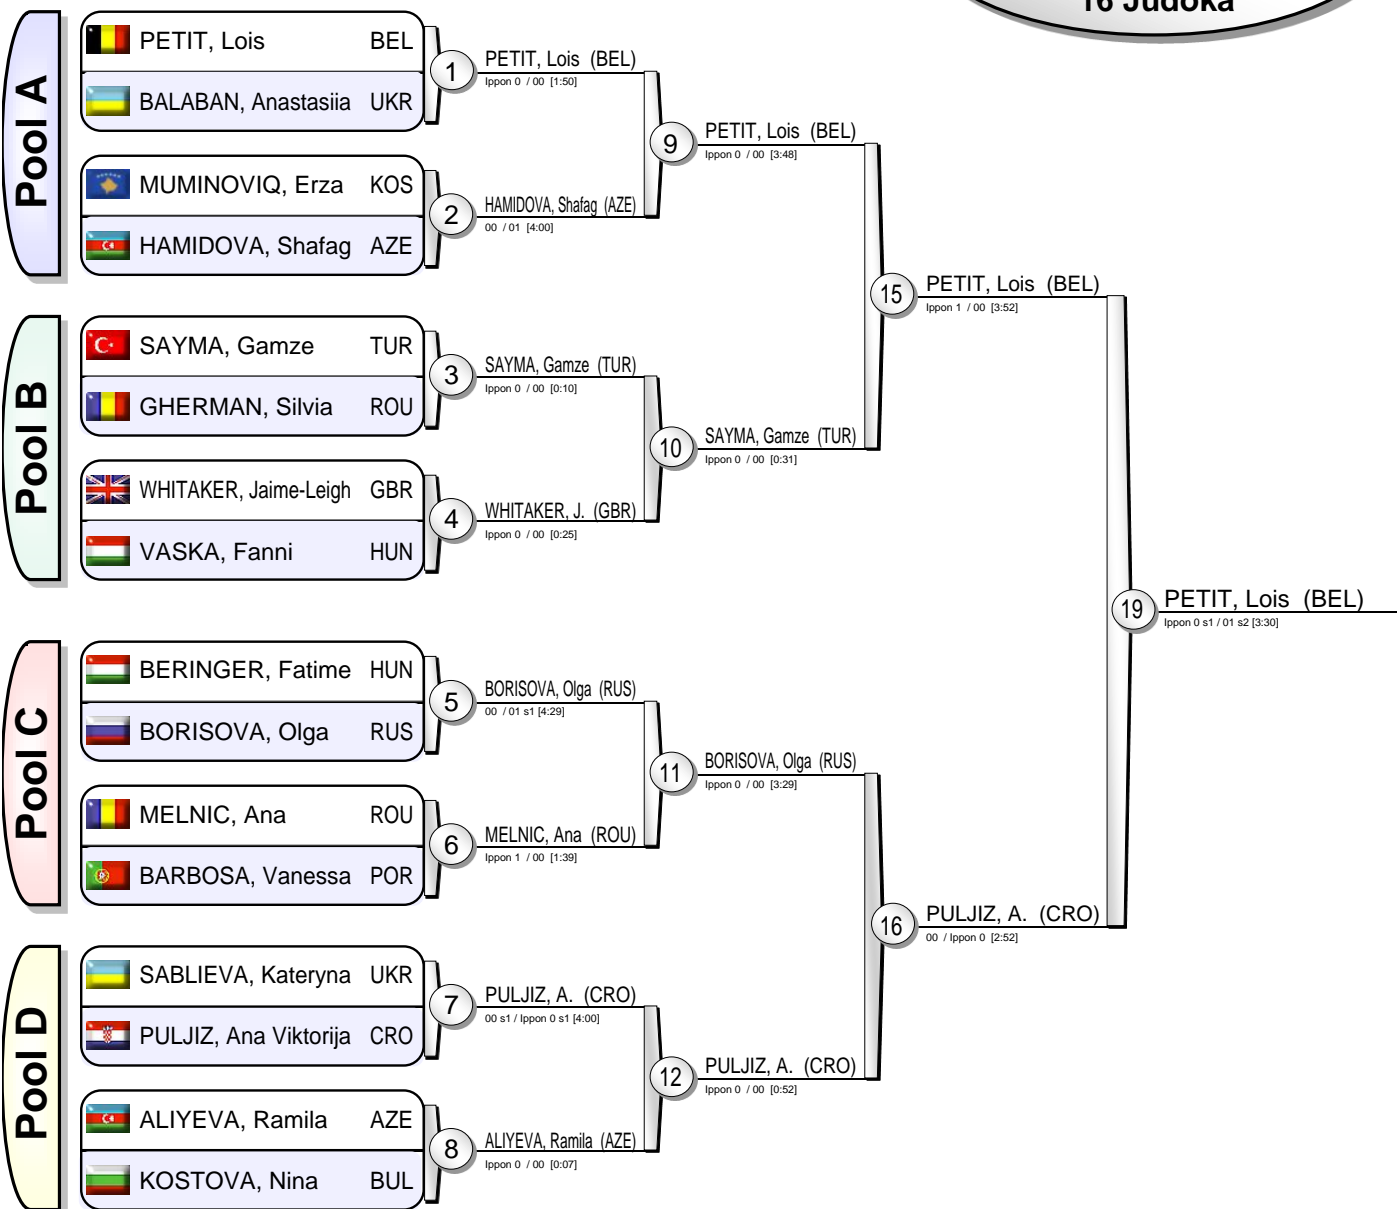 16 Judoka
Pool A
PETIT, Lois BEL
BALABAN, Anastasiia UKR
1
PETIT, Lois (BEL)
Ippon 0 / 00 [1:50]
MUMINOVIQ, Erza KOS
HAMIDOVA, Shafag AZE
2
HAMIDOVA, Shafag (AZE)
00 / 01 [4:00]
9
PETIT, Lois (BEL)
Ippon 0 / 00 [3:48]
Pool B
SAYMA, Gamze TUR
GHERMAN, Silvia ROU
3
SAYMA, Gamze (TUR)
Ippon 0 / 00 [0:10]
WHITAKER, Jaime-Leigh GBR
VASKA, Fanni HUN
4
WHITAKER, J. (GBR)
Ippon 0 / 00 [0:25]
10
SAYMA, Gamze (TUR)
Ippon 0 / 00 [0:31]
15
PETIT, Lois (BEL)
Ippon 1 / 00 [3:52]
Pool C
BERINGER, Fatime HUN
BORISOVA, Olga RUS
5
BORISOVA, Olga (RUS)
00 / 01 s1 [4:29]
MELNIC, Ana ROU
BARBOSA, Vanessa POR
6
MELNIC, Ana (ROU)
Ippon 1 / 00 [1:39]
11
BORISOVA, Olga (RUS)
Ippon 0 / 00 [3:29]
Pool D
SABLIEVA, Kateryna UKR
PULJIZ, Ana Viktorija CRO
7
PULJIZ, A. (CRO)
00 s1 / Ippon 0 s1 [4:00]
ALIYEVA, Ramila AZE
KOSTOVA, Nina BUL
8
ALIYEVA, Ramila (AZE)
Ippon 0 / 00 [0:07]
12
PULJIZ, A. (CRO)
Ippon 0 / 00 [0:52]
16
PULJIZ, A. (CRO)
00 / Ippon 0 [2:52]
19
PETIT, Lois (BEL)
Ippon 0 s1 / 01 s2 [3:30]